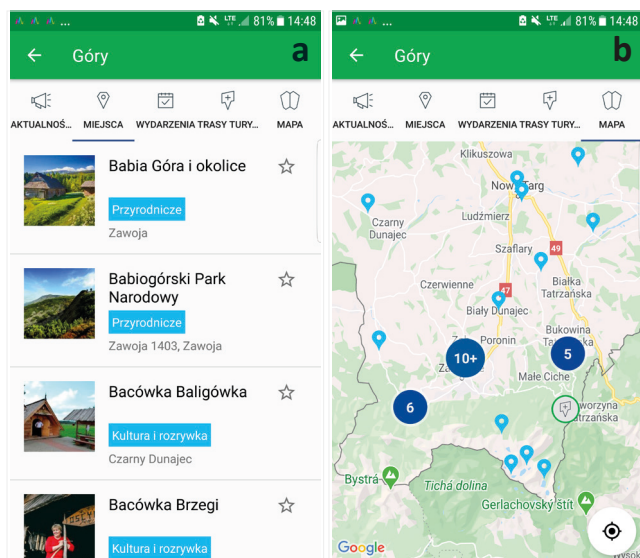 ... LTE 81% 14:48
Góry a
AKTUALNOŚ... MIEJSCA WYDARZENIA TRASY TURY... MAPA
Babia Góra i okolice
Przyrodnicze
Zawoja
Babiogórski Park
Narodowy
Przyrodnicze
Zawoja 1403, Zawoja
Bacówka Baligówka
Kultura i rozrywka
Czarny Dunajec
Bacówka Brzegi
Kultura i rozrywka
... LTE 81% 14:48
Góry b
AKTUALNOŚ... MIEJSCA WYDARZENIA TRASY TURY... MAPA
Klikuszowa
Nowy Targ
Ludźmierz
Czarny
Dunajec
Szaflary 49
Czerwienne 47
Białka
Tatrzańska
Biały Dunajec
Bukowina
Poronin
10+
5
Małe Ciche
6
Bystrá
Tichá dolina
Gerlachovský štít
Google